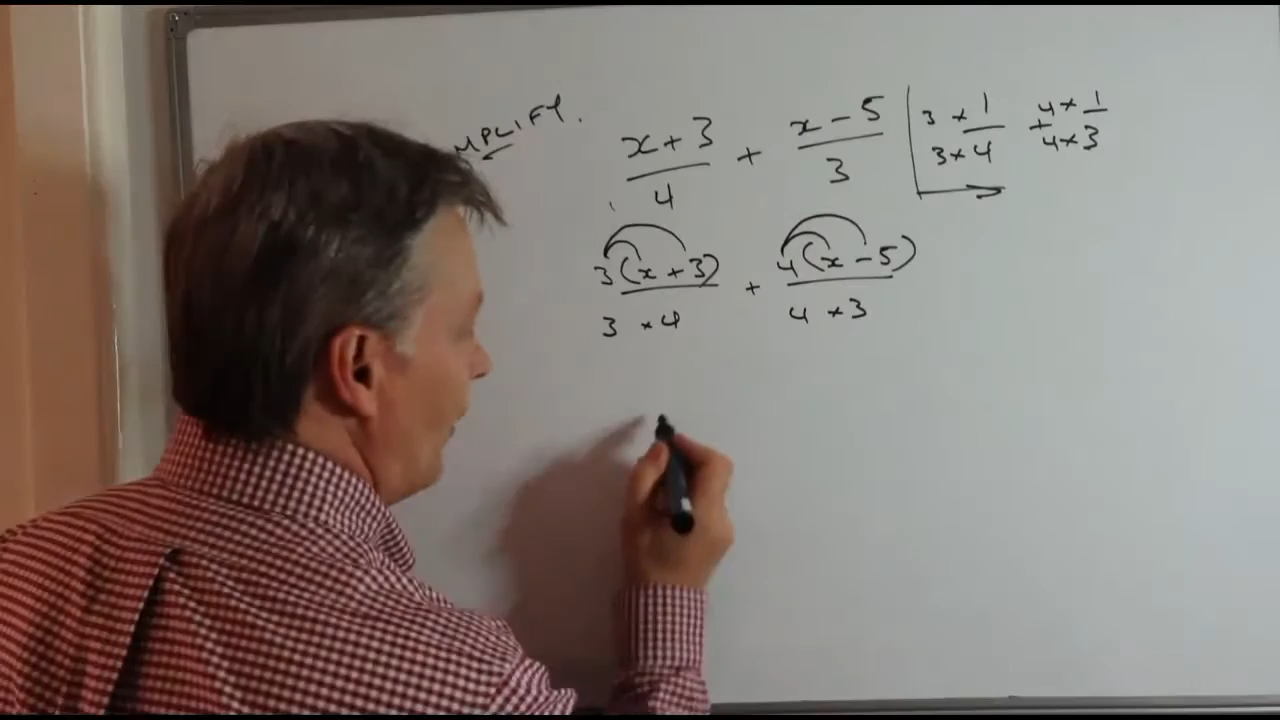 MPLIFY.
x + 3 / 4 + x - 5 / 3
3 × 1 / 3 × 4 + 4 × 1 / 4 × 3
3(x + 3) / 3 × 4 + 4(x - 5) / 4 × 3